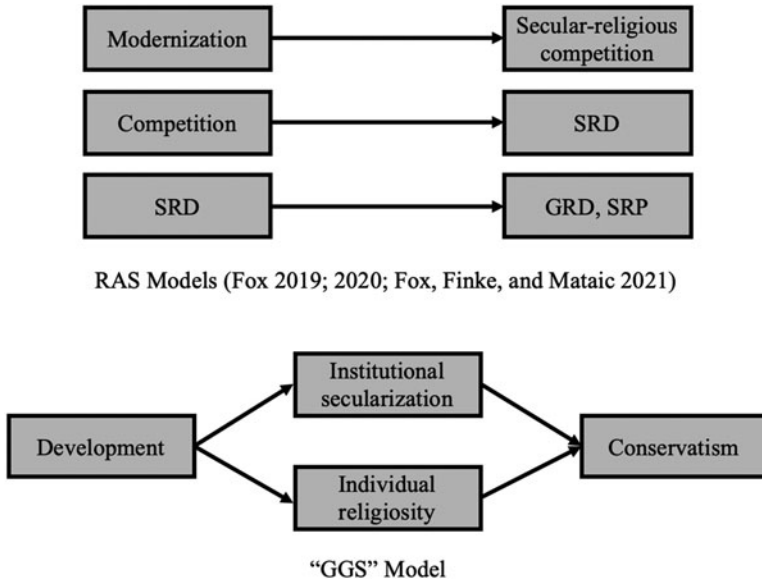 Modernization
Secular-religious
competition
Competition
SRD
SRD
GRD, SRP
RAS Models (Fox 2019; 2020; Fox, Finke, and Mataic 2021)
Institutional
secularization
Development
Conservatism
Individual
religiosity
“GGS” Model